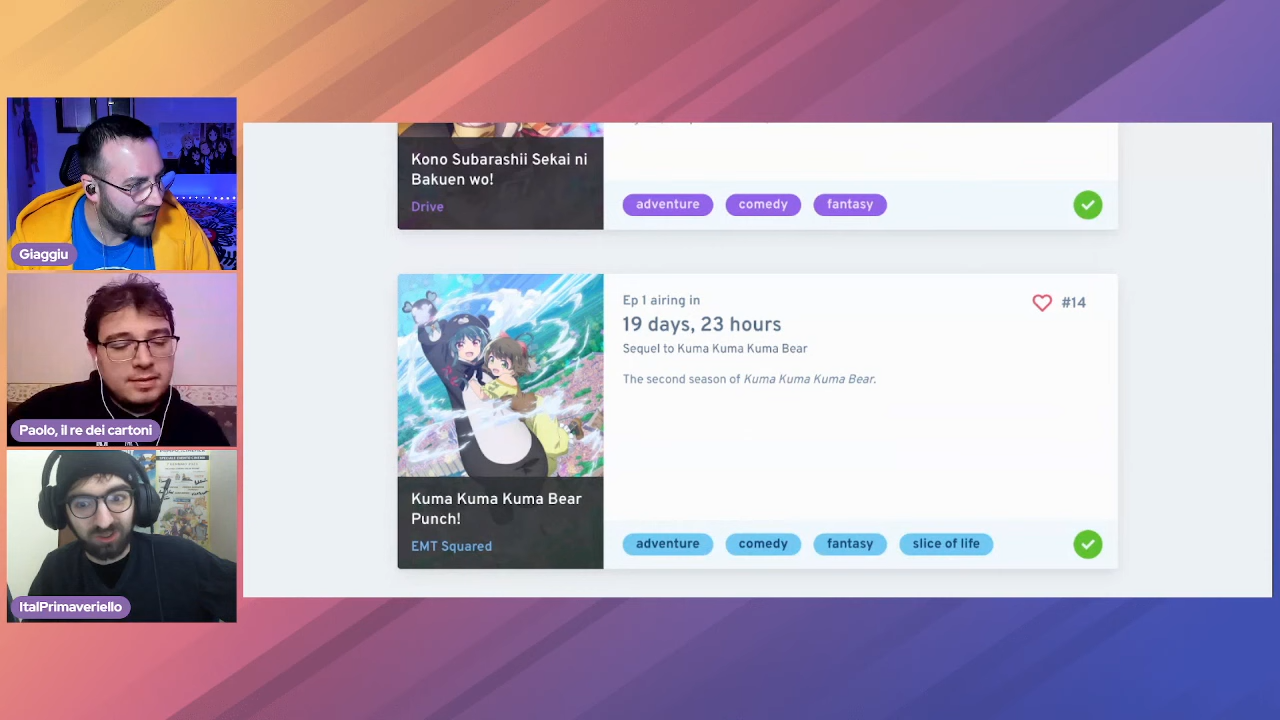 Giaggiu
Paolo, il re dei cartoni
ItalPrimaveriello
Kono Subarashii Sekai ni
Bakuen wo!
Drive
adventure
comedy
fantasy
Ep 1 airing in
19 days, 23 hours
Sequel to Kuma Kuma Kuma Bear
The second season of Kuma Kuma Kuma Bear.
#14
Kuma Kuma Kuma Bear
Punch!
EMT Squared
adventure
comedy
fantasy
slice of life